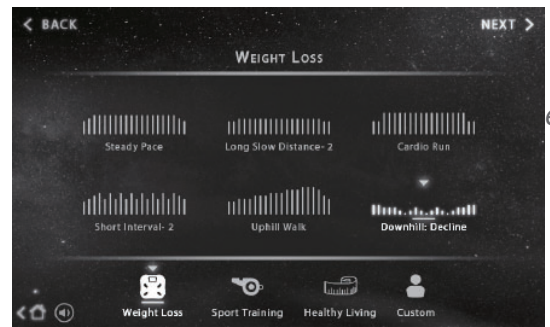 < BACK NEXT >
WEIGHT LOSS
Steady Pace Long Slow Distance- 2 Cardio Run
Short Interval- 2 Uphill Walk Downhill: Decline
Weight Loss Sport Training Healthy Living Custom